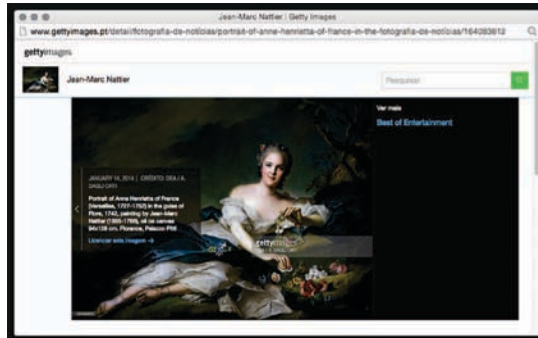 Jean-Marc Nattier | Getty Images
www.gettyimages.pt/detail/fotografia-de-notícias/portrait-of-anne-henrietta-of-france-in-the-fotografia-de-notícias/164083812
gettyimages
Jean-Marc Nattier
Pesquisar
Ver mais
Best of Entertainment
JANUARY 14, 2014 | CRÉDITO: DEA / A.
DAGLI ORTI
Portrait of Anne Henrietta of France
(Versailles, 1727-1752) in the guise of
Flora, 1742, painting by Jean-Marc
Nattier (1685-1766), oil on canvas
94x128 cm. Florence, Palazzo Pitti
Licenciar esta imagem
gettyimages